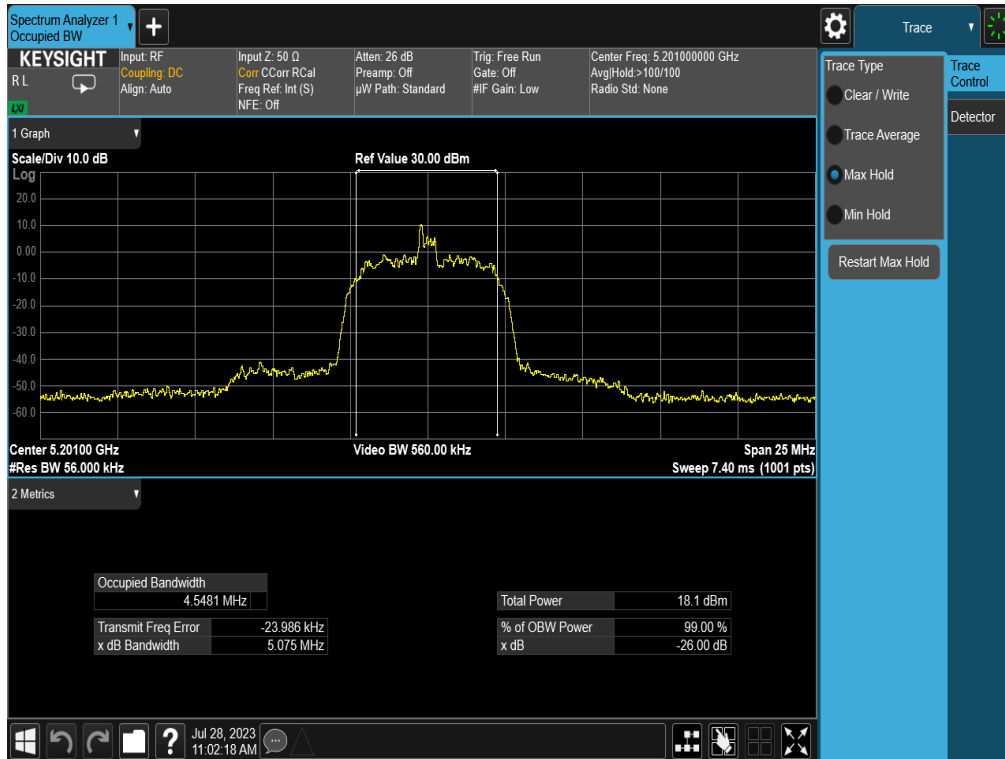 Spectrum Analyzer 1
Occupied BW
Trace
KEYSIGHT
R L
LXI
Input: RF
Coupling: DC
Align: Auto
Input Z: 50 Ω
Corr CCorr RCal
Freq Ref: Int (S)
NFE: Off
Atten: 26 dB
Preamp: Off
µW Path: Standard
Trig: Free Run
Gate: Off
#IF Gain: Low
Center Freq: 5.201000000 GHz
Avg|Hold:>100/100
Radio Std: None
Trace Type
Clear / Write
Trace Average
Max Hold
Min Hold
Restart Max Hold
Trace
Control
Detector
1 Graph
Scale/Div 10.0 dB
Ref Value 30.00 dBm
Log
20.0
10.0
0.00
-10.0
-20.0
-30.0
-40.0
-50.0
-60.0
Center 5.20100 GHz
#Res BW 56.000 kHz
Video BW 560.00 kHz
Span 25 MHz
Sweep 7.40 ms (1001 pts)
2 Metrics
Occupied Bandwidth
4.5481 MHz
Total Power 18.1 dBm
Transmit Freq Error -23.986 kHz
% of OBW Power 99.00 %
x dB Bandwidth 5.075 MHz
x dB -26.00 dB
?
Jul 28, 2023
11:02:18 AM